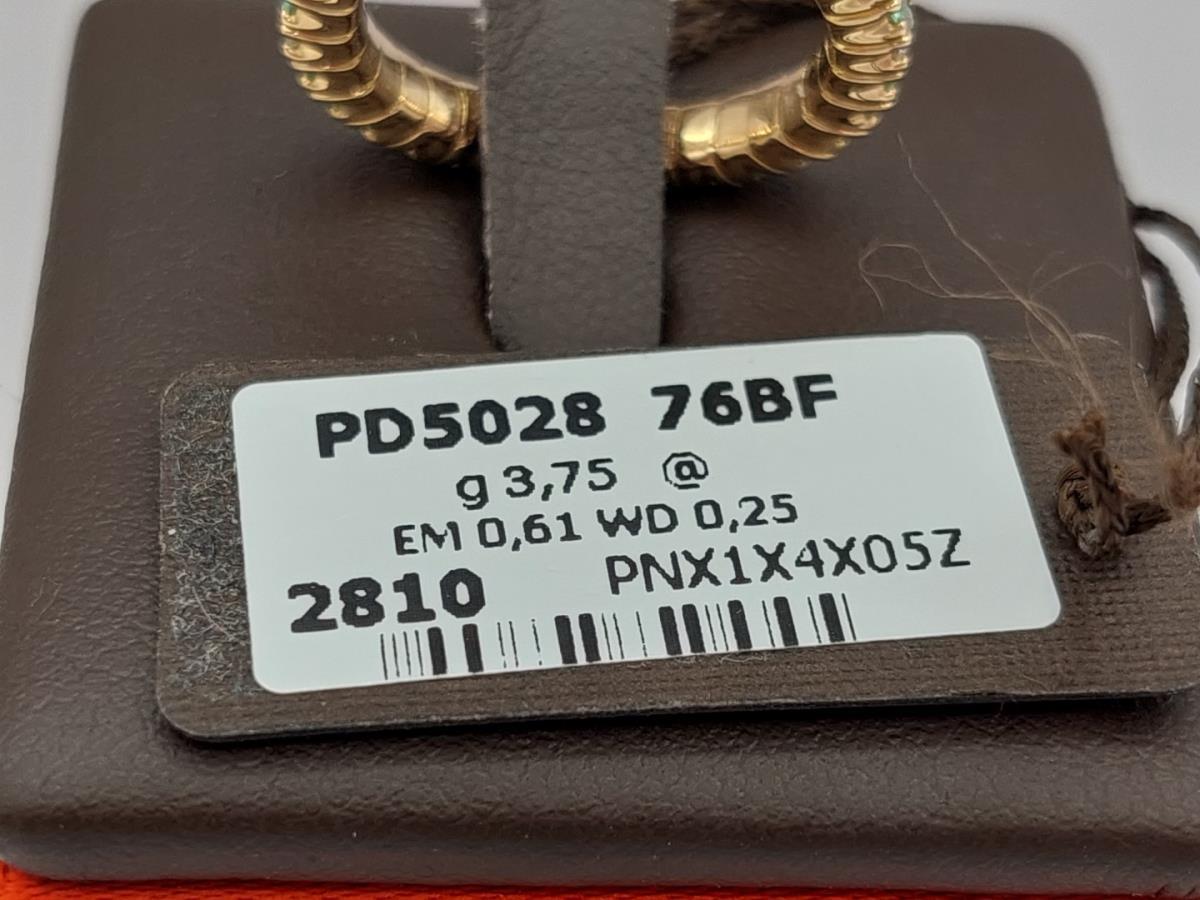 PD5028 76BF
g 3,75 @
EM 0,61 WD 0,25
2810 PNX1X4X05Z